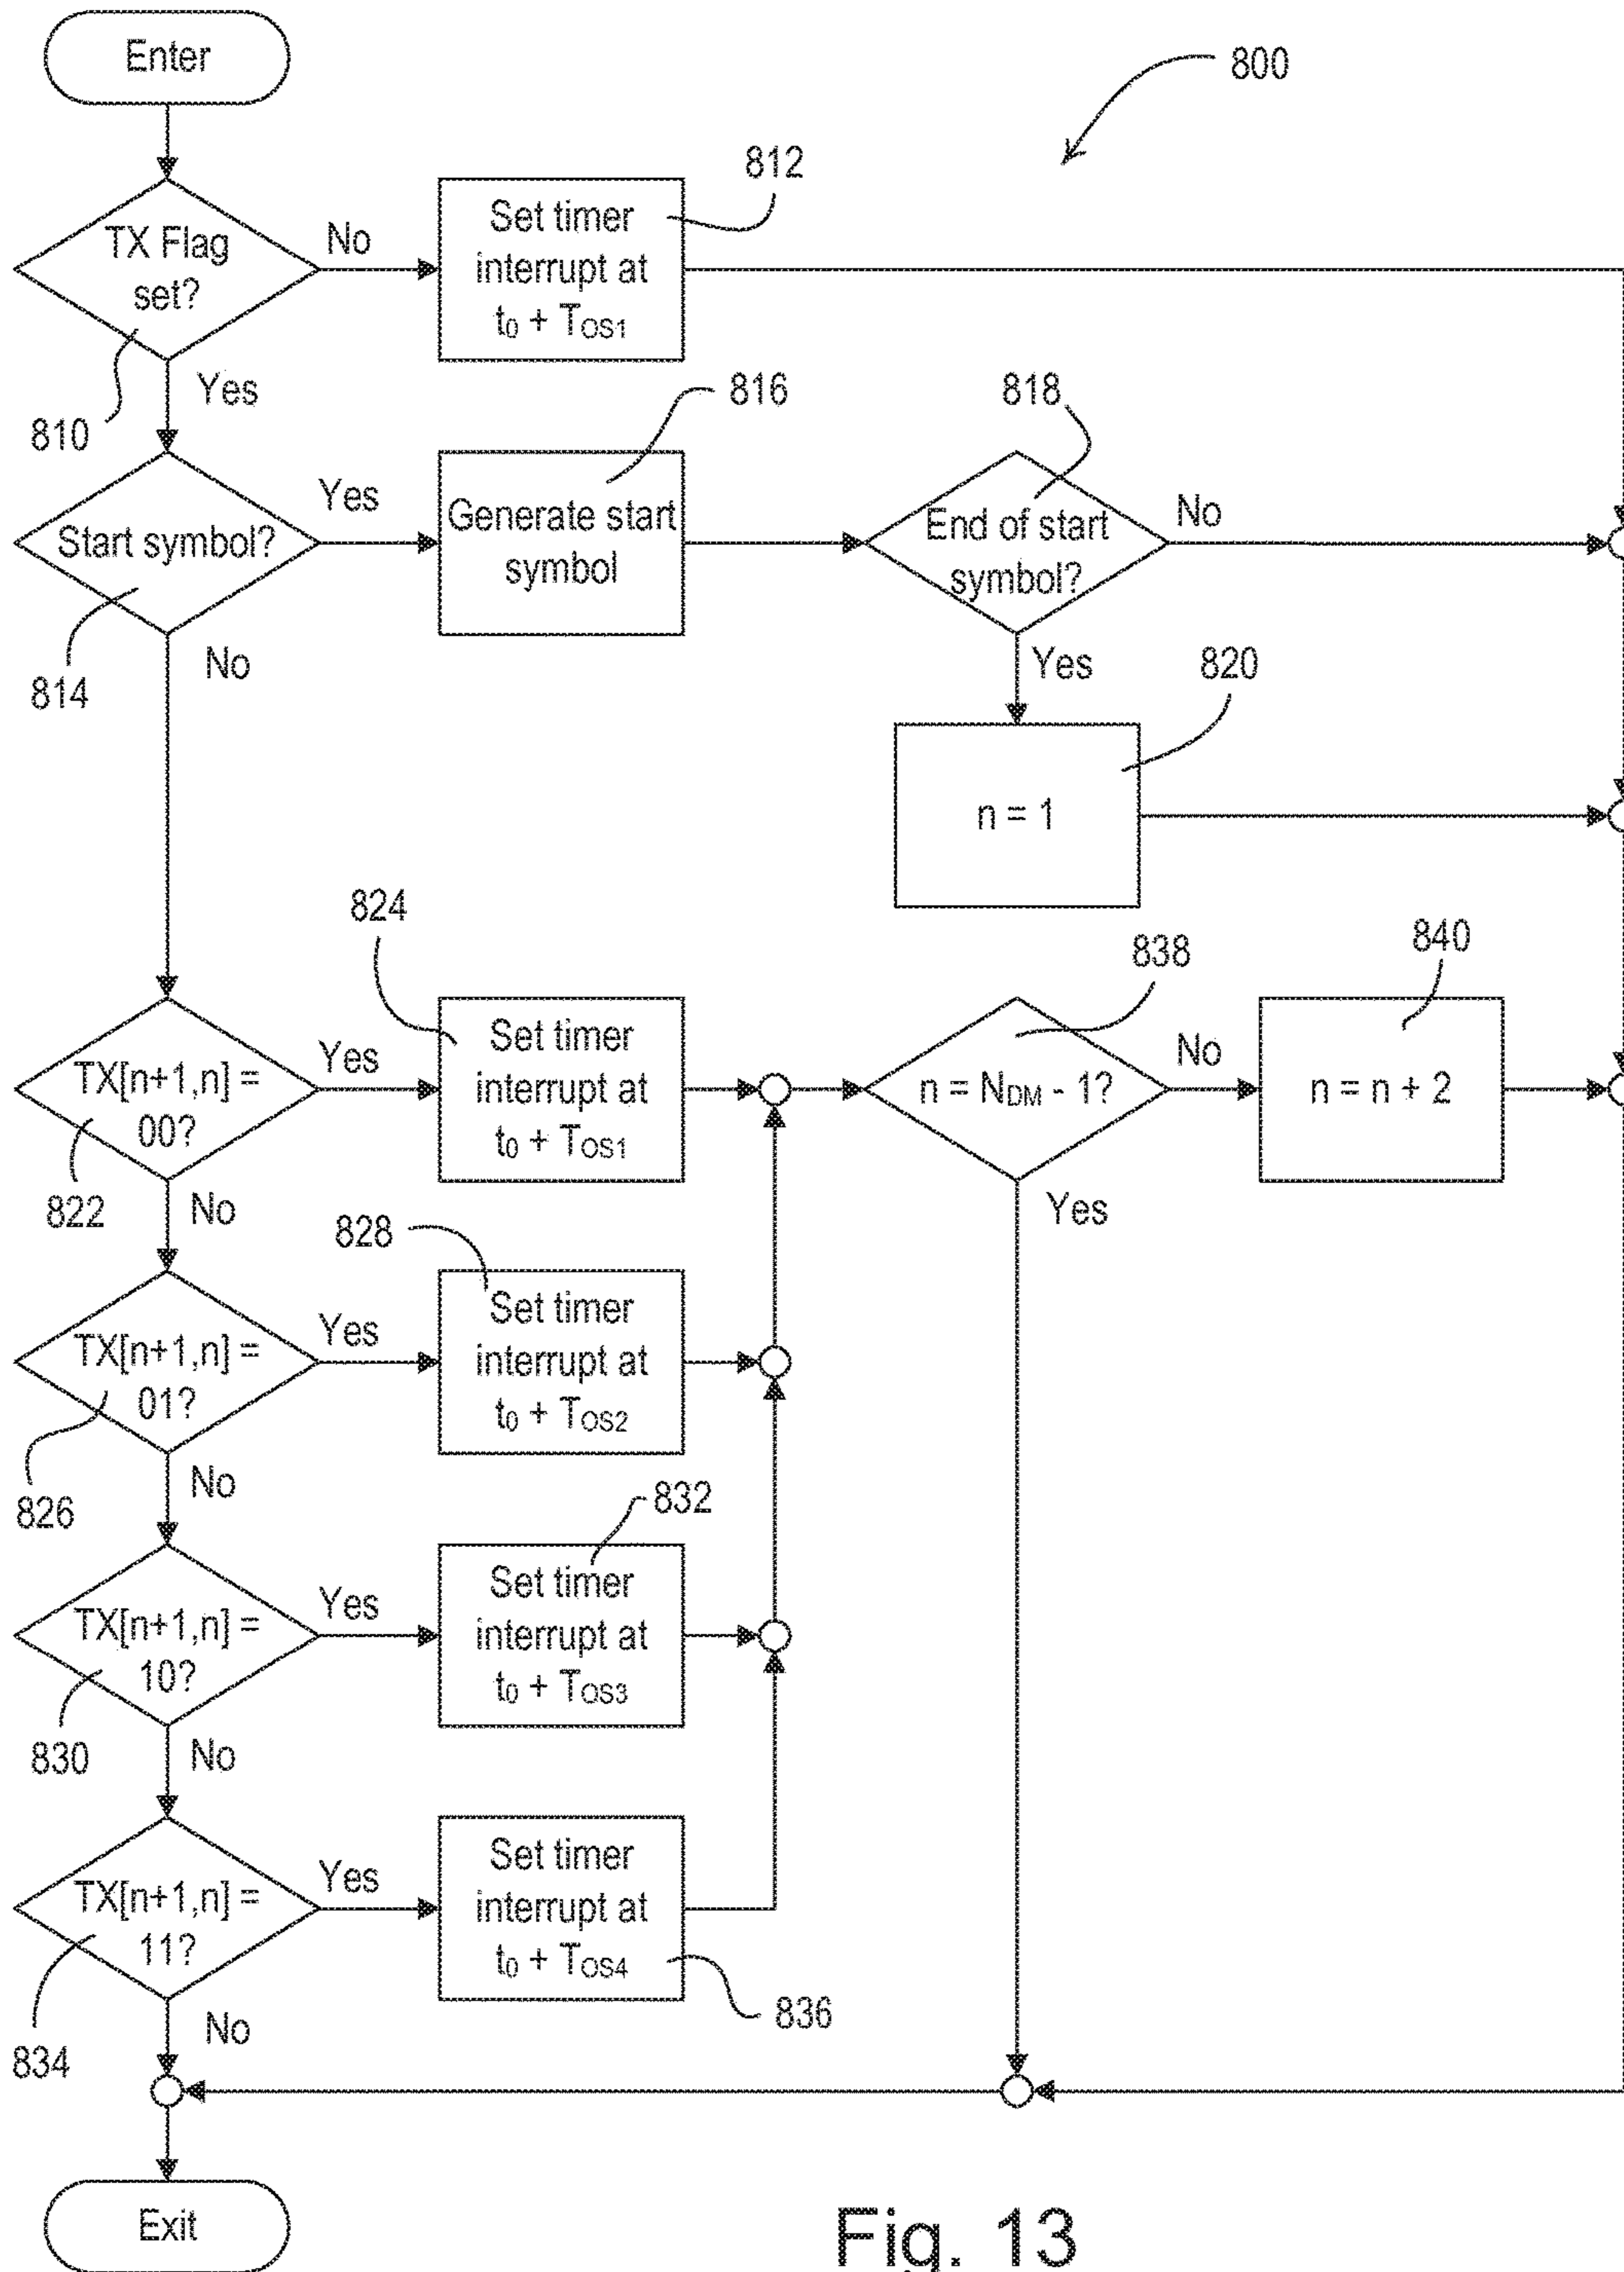 Enter
800
812
TX Flag
set?
No
Set timer
interrupt at
t0 + TOS1
810
Yes
816
818
Start symbol?
Yes
Generate start
symbol
End of start
symbol?
No
814
No
Yes
820
n = 1
824
838
840
TX[n+1,n] =
00?
Yes
Set timer
interrupt at
t0 + TOS1
n = NDM - 1?
No
n = n + 2
822
No
Yes
828
TX[n+1,n] =
01?
Yes
Set timer
interrupt at
t0 + TOS2
826
No
832
TX[n+1,n] =
10?
Yes
Set timer
interrupt at
t0 + TOS3
830
No
TX[n+1,n] =
11?
Yes
Set timer
interrupt at
t0 + TOS4
834
No
836
Exit
Fig. 13